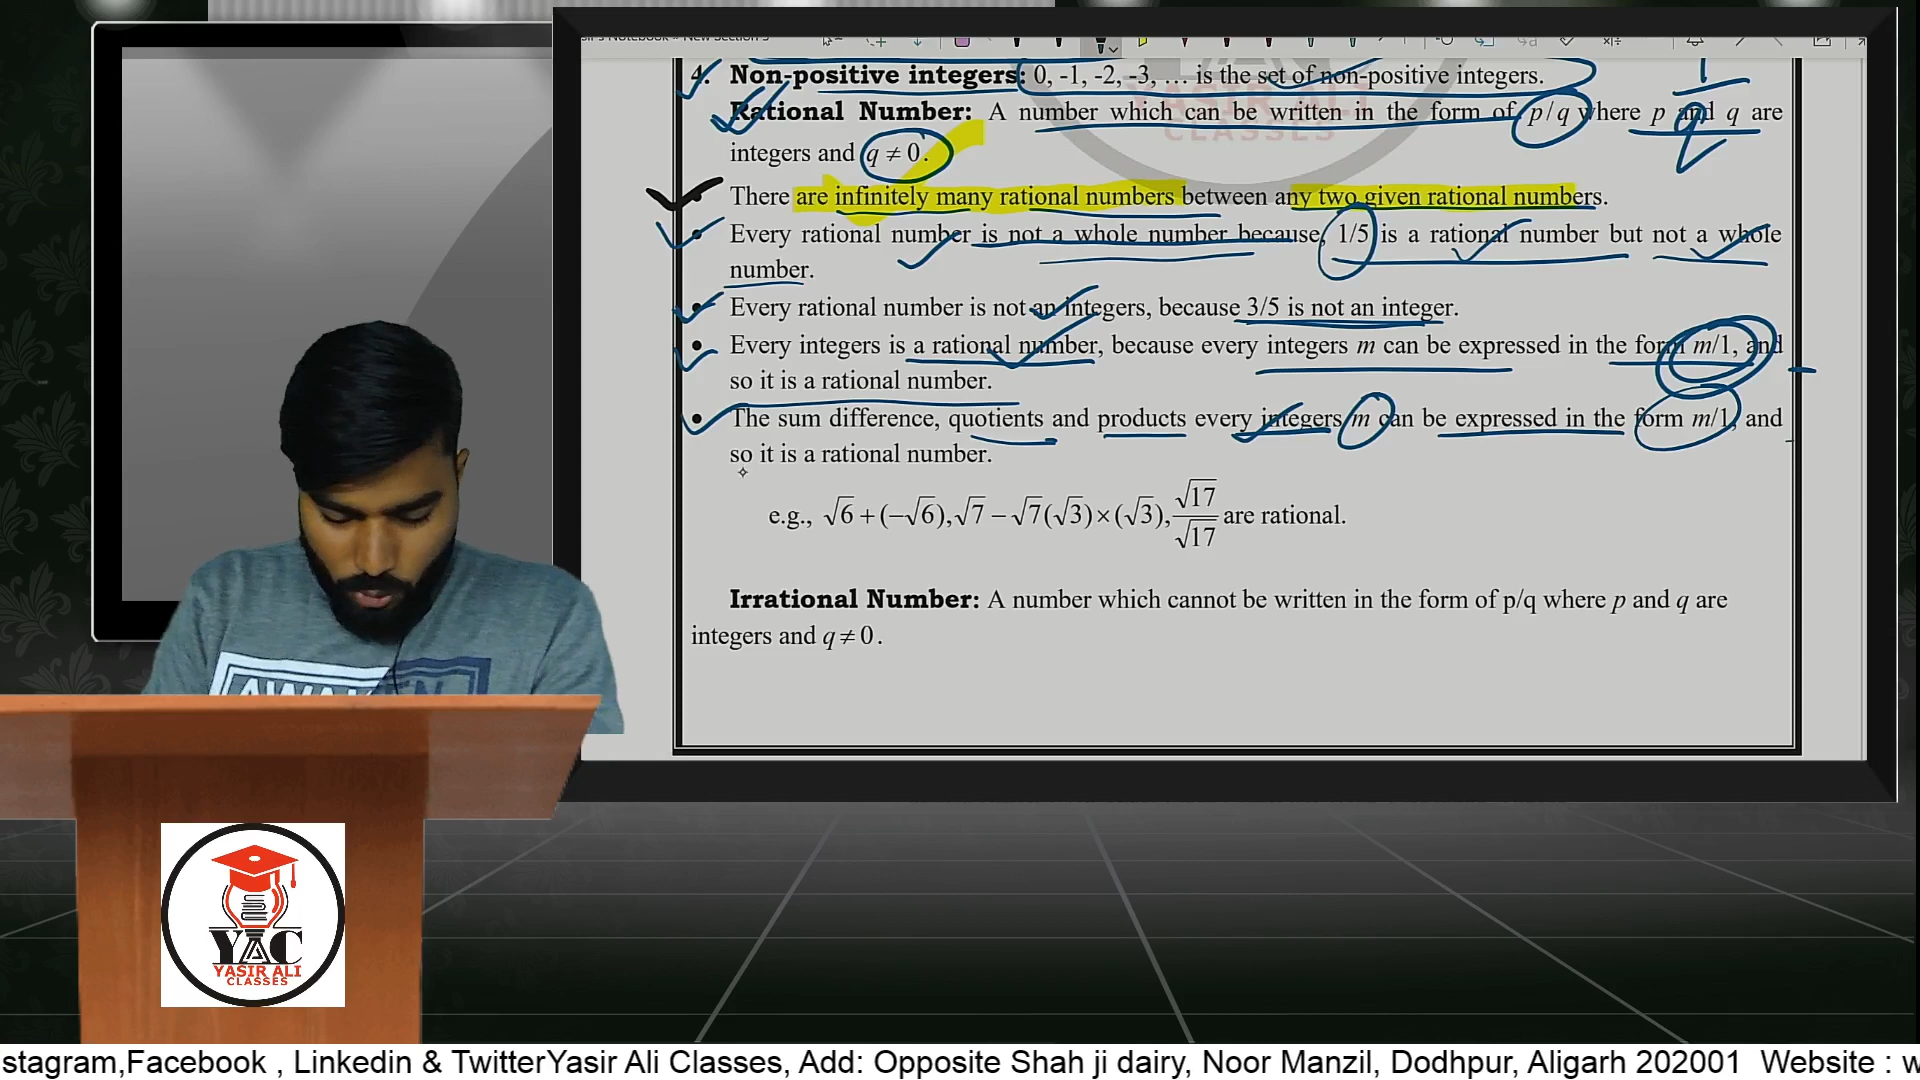 4. Non-positive integers: 0, -1, -2, -3, … is the set of non-positive integers.
Rational Number: A number which can be written in the form of p/q where p and q are
integers and q ≠ 0.
• There are infinitely many rational numbers between any two given rational numbers.
• Every rational number is not a whole number because, 1/5 is a rational number but not a whole
number.
• Every rational number is not an integers, because 3/5 is not an integer.
• Every integers is a rational number, because every integers m can be expressed in the form m/1, and
so it is a rational number.
• The sum difference, quotients and products every integers m can be expressed in the form m/1, and
so it is a rational number.
e.g., √6 + (−√6), √7 − √7(√3) × (√3), √17/√17 are rational.
Irrational Number: A number which cannot be written in the form of p/q where p and q are
integers and q ≠ 0.
YASIR ALI
CLASSES
AWAKEN
YAC
YASIR ALI
CLASSES
stagram,Facebook , Linkedin & TwitterYasir Ali Classes, Add: Opposite Shah ji dairy, Noor Manzil, Dodhpur, Aligarh 202001 Website : w